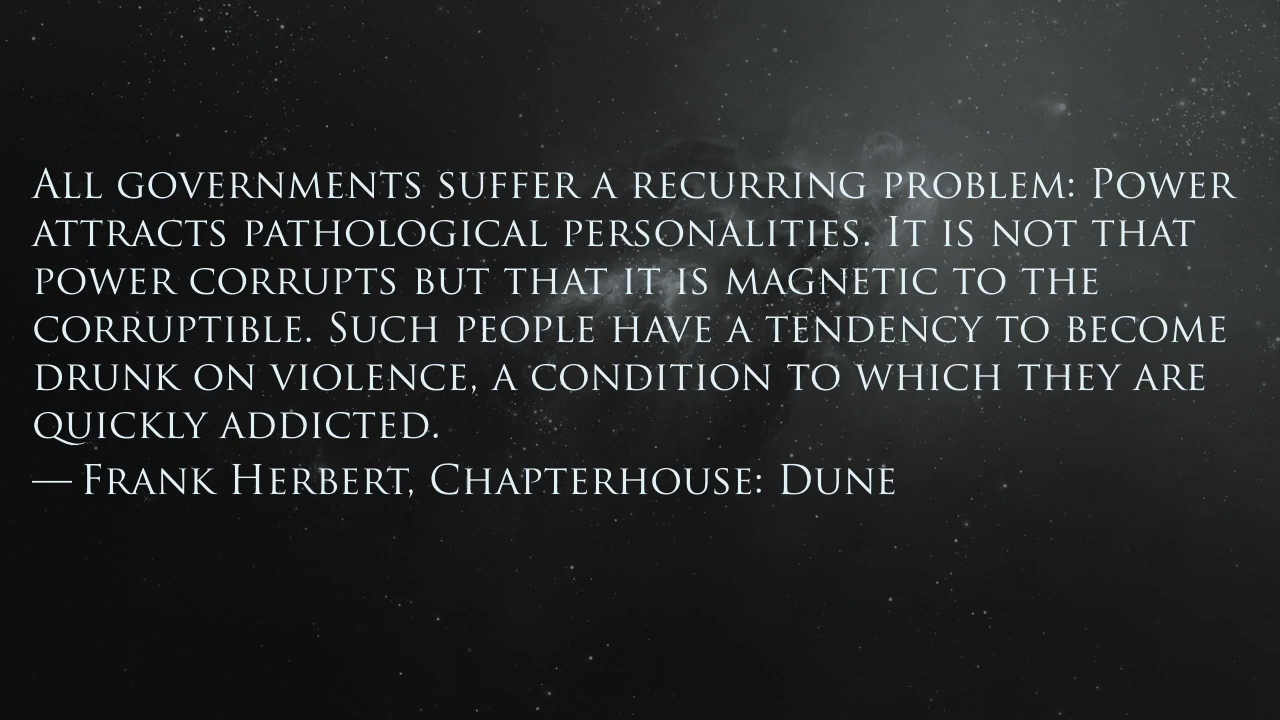 All governments suffer a recurring problem: Power
attracts pathological personalities. It is not that
power corrupts but that it is magnetic to the
corruptible. Such people have a tendency to become
drunk on violence, a condition to which they are
quickly addicted.
— Frank Herbert, Chapterhouse: Dune